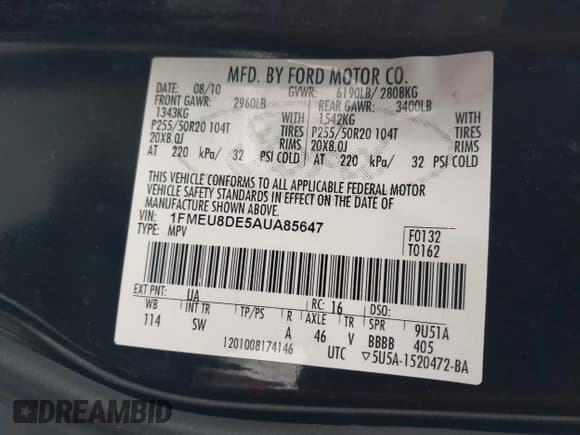 MFD. BY FORD MOTOR CO.
DATE: 08/10 GVWR: 6190LB/ 2808KG
FRONT GAWR: 2960LB REAR GAWR: 3400LB
1343KG WITH 1542KG WITH
P255/50R20 104T TIRES P255/50R20 104T TIRES
20X8.0J RIMS 20X8.0J RIMS
AT 220 kPa/ 32 PSI COLD AT 220 kPa/ 32 PSI COLD
THIS VEHICLE CONFORMS TO ALL APPLICABLE FEDERAL MOTOR
VEHICLE SAFETY STANDARDS IN EFFECT ON THE DATE OF
MANUFACTURE SHOWN ABOVE.
VIN: 1FMEU8DE5AUA85647 F0132
TYPE: MPV T0162
EXT PNT: UA RC: 16 DSO:
WB INT TR TP/PS R AXLE TR SPR 9U51A
114 SW A 46 V BBBB 405
1201008174146 UTC ▽5U5A-1520472-BA
DREAMBID